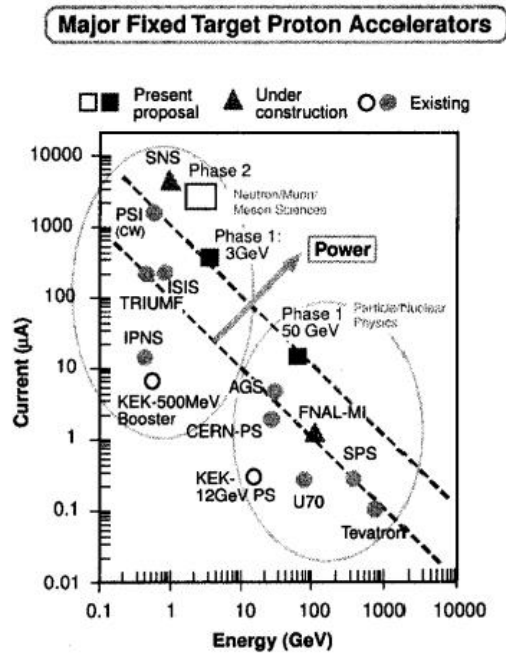 Major Fixed Target Proton Accelerators
Present proposal
Under construction
Existing
10000
1000
100
10
1
0.1
0.01
Current (µA)
SNS
Phase 2
Neutron/Muon/
Meson Sciences
PSI
(CW)
Phase 1:
3GeV
Power
ISIS
TRIUMF
Phase 1
50 GeV
Particle/Nuclear
Physics
IPNS
KEK-500MeV
Booster
AGS
FNAL-MI
CERN-PS
SPS
KEK-
12GeV PS
U70
Tevatron
0.1
1
10
100
1000
10000
Energy (GeV)